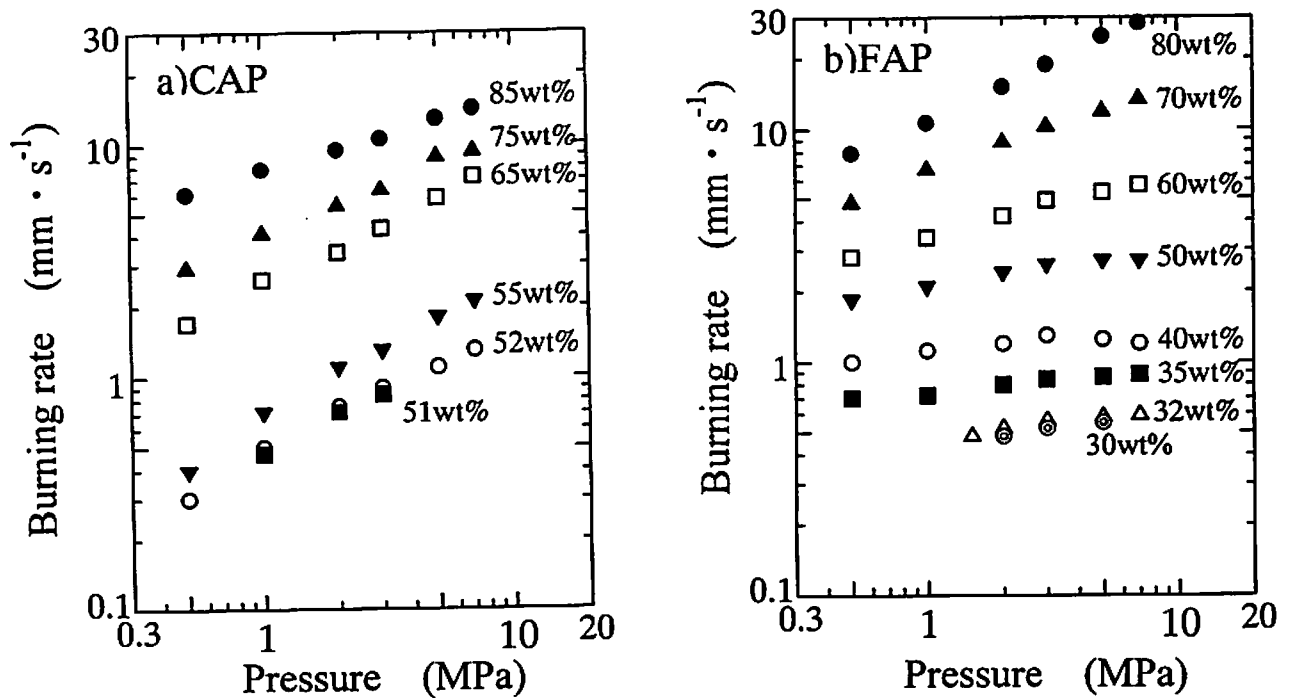 30
10
1
0.1
0.3
1
10
20
Burning rate (mm・s⁻¹)
Pressure (MPa)
a)CAP
85wt%
75wt%
65wt%
55wt%
52wt%
51wt%
30
10
1
0.1
0.3
1
10
20
Burning rate (mm・s⁻¹)
Pressure (MPa)
b)FAP
80wt%
70wt%
60wt%
50wt%
40wt%
35wt%
32wt%
30wt%